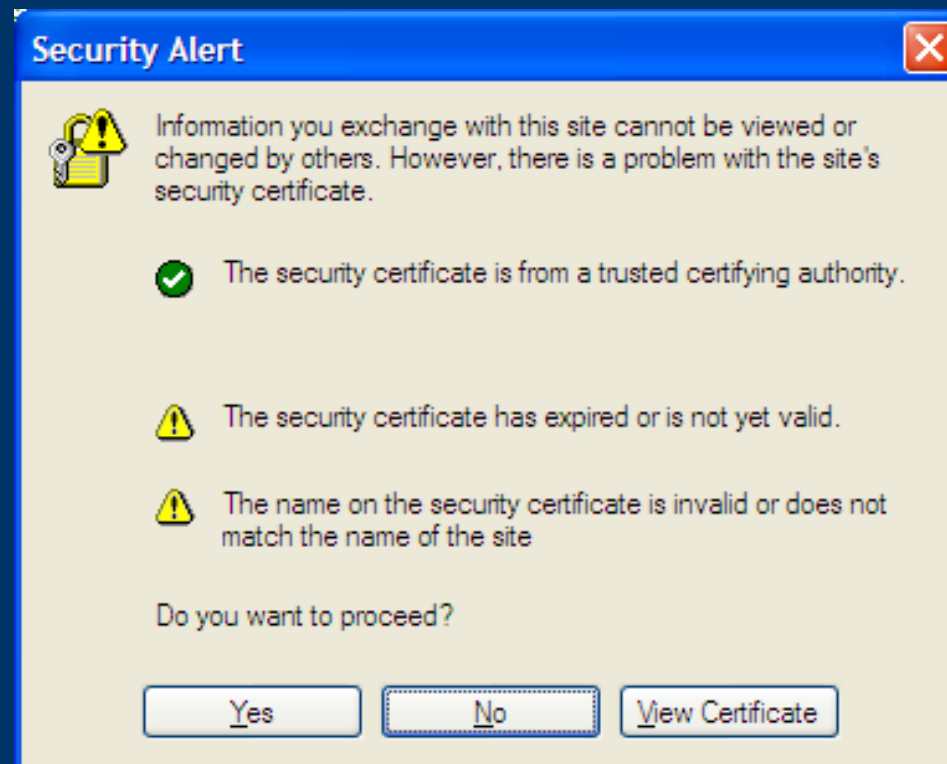 Security Alert
Information you exchange with this site cannot be viewed or
changed by others. However, there is a problem with the site's
security certificate.
The security certificate is from a trusted certifying authority.
The security certificate has expired or is not yet valid.
The name on the security certificate is invalid or does not
match the name of the site
Do you want to proceed?
Yes No View Certificate